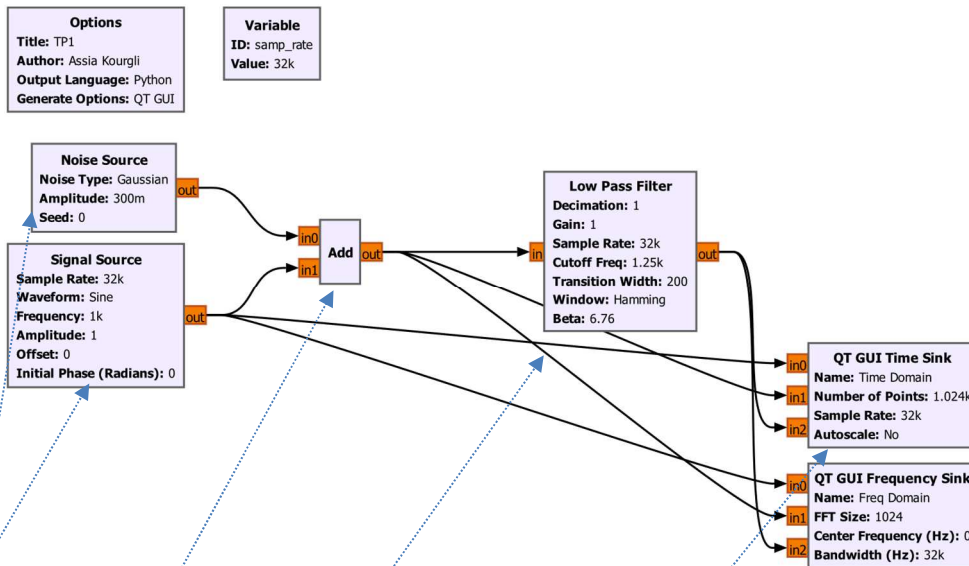 Options
Title: TP1
Author: Assia Kourgli
Output Language: Python
Generate Options: QT GUI
Variable
ID: samp_rate
Value: 32k
Noise Source
Noise Type: Gaussian
Amplitude: 300m
Seed: 0
out
Signal Source
Sample Rate: 32k
Waveform: Sine
Frequency: 1k
Amplitude: 1
Offset: 0
Initial Phase (Radians): 0
out
in0
in1
Add
out
Low Pass Filter
Decimation: 1
Gain: 1
Sample Rate: 32k
Cutoff Freq: 1.25k
Transition Width: 200
Window: Hamming
Beta: 6.76
in
out
QT GUI Time Sink
Name: Time Domain
Number of Points: 1.024k
Sample Rate: 32k
Autoscale: No
in0
in1
in2
QT GUI Frequency Sink
Name: Freq Domain
FFT Size: 1024
Center Frequency (Hz): 0
Bandwidth (Hz): 32k
in0
in1
in2